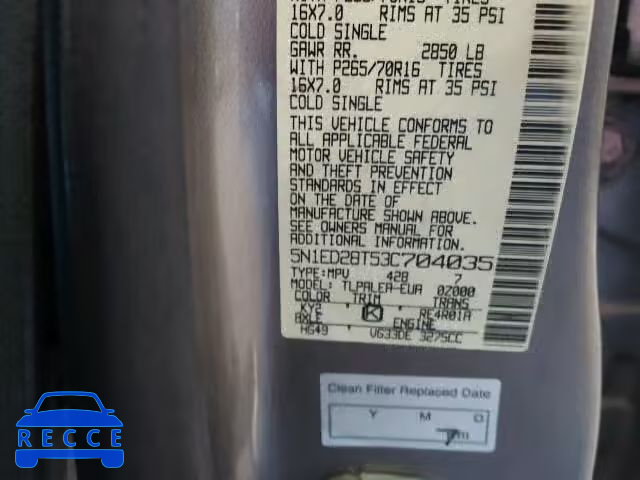 16X7.0 RIMS AT 35 PSI
COLD SINGLE
GAWR RR. 2850 LB
WITH P265/70R16 TIRES
16X7.0 RIMS AT 35 PSI
COLD SINGLE
THIS VEHICLE CONFORMS TO
ALL APPLICABLE FEDERAL
MOTOR VEHICLE SAFETY
AND THEFT PREVENTION
STANDARDS IN EFFECT
ON THE DATE OF
MANUFACTURE SHOWN ABOVE.
SEE OWNERS MANUAL FOR
ADDITIONAL INFORMATION.
5N1ED28T53C704035
TYPE:MPV 428 7
MODEL: TLPALEA-EUA 0Z000
COLOR TRIM TRANS
KY2 K RE4R01A
AXLE ENGINE
HG49 VG33DE 3275CC
Clean Filter Replaced Date
Y M D
RECCE